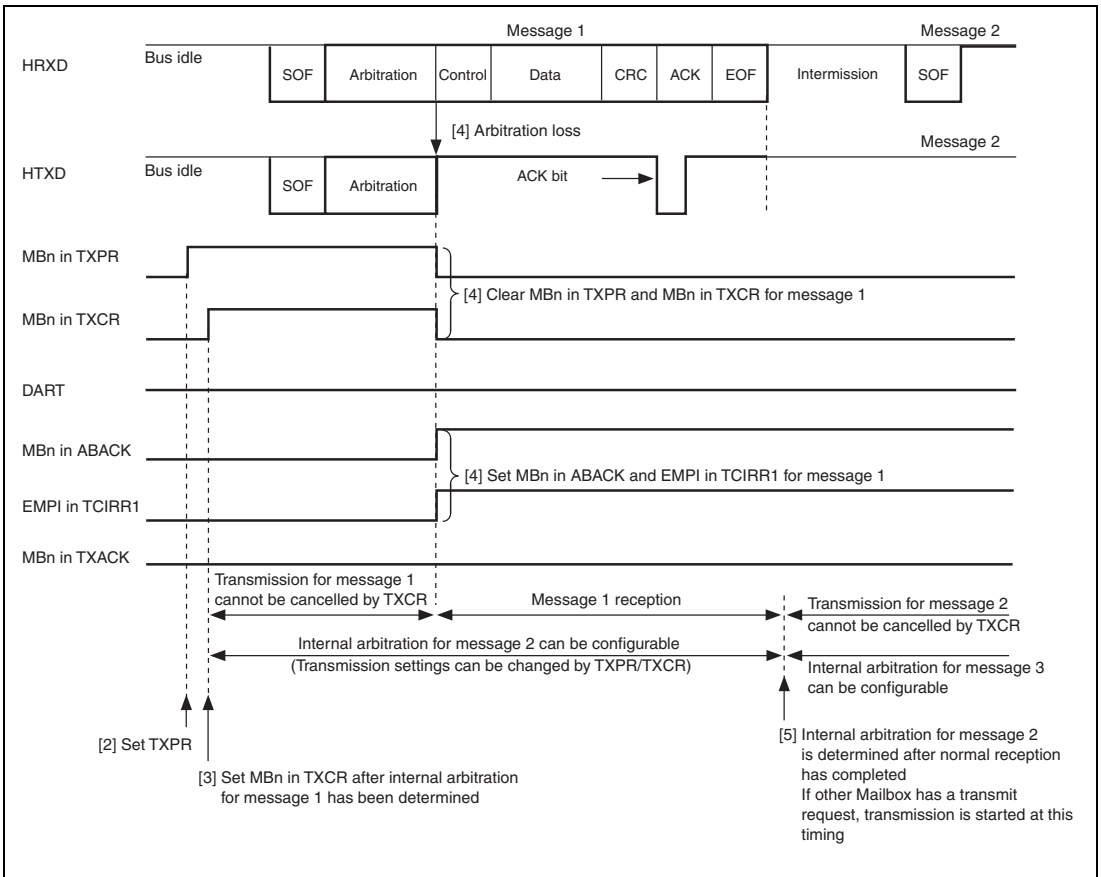 Message 1
Message 2
HRXD
Bus idle
SOF
Arbitration
Control
Data
CRC
ACK
EOF
Intermission
SOF
[4] Arbitration loss
Message 2
HTXD
Bus idle
SOF
Arbitration
ACK bit
MBn in TXPR
[4] Clear MBn in TXPR and MBn in TXCR for message 1
MBn in TXCR
DART
MBn in ABACK
[4] Set MBn in ABACK and EMPI in TCIRR1 for message 1
EMPI in TCIRR1
MBn in TXACK
Transmission for message 1
cannot be cancelled by TXCR
Message 1 reception
Transmission for message 2
cannot be cancelled by TXCR
Internal arbitration for message 2 can be configurable
(Transmission settings can be changed by TXPR/TXCR)
Internal arbitration for message 3
can be configurable
[2] Set TXPR
[3] Set MBn in TXCR after internal arbitration
for message 1 has been determined
[5] Internal arbitration for message 2
is determined after normal reception
has completed
If other Mailbox has a transmit
request, transmission is started at this
timing